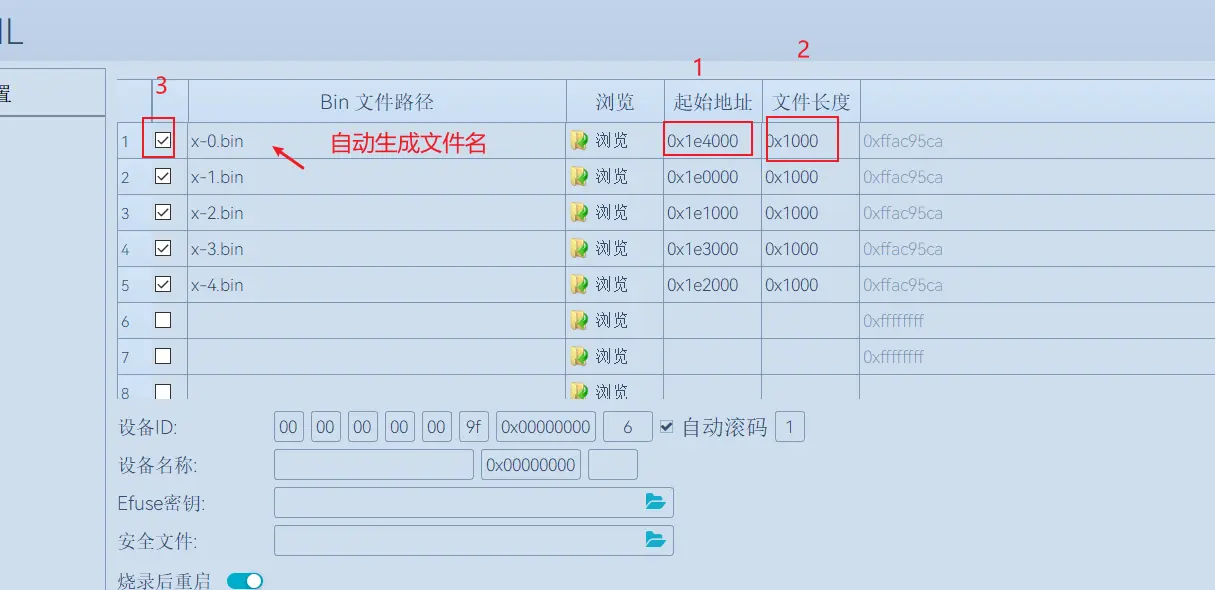 IL
置
3 1 2
Bin 文件路径 浏览 起始地址 文件长度
1 x-0.bin 自动生成文件名 浏览 0x1e4000 0x1000 0xffac95ca
2 x-1.bin 浏览 0x1e0000 0x1000 0xffac95ca
3 x-2.bin 浏览 0x1e1000 0x1000 0xffac95ca
4 x-3.bin 浏览 0x1e3000 0x1000 0xffac95ca
5 x-4.bin 浏览 0x1e2000 0x1000 0xffac95ca
6 浏览 0xffffffff
7 浏览 0xffffffff
8 浏览
设备ID: 00 00 00 00 00 9f 0x00000000 6 自动滚码 1
设备名称: 0x00000000
Efuse密钥:
安全文件:
烧录后重启